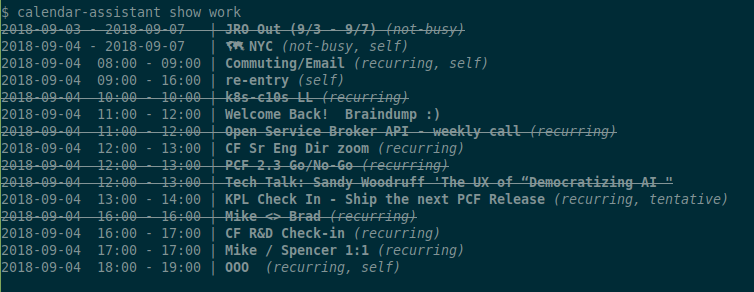 $ calendar-assistant show work
2018-09-03 - 2018-09-07 | JRO Out (9/3 - 9/7) (not-busy)
2018-09-04 - 2018-09-07 | 🗺 NYC (not-busy, self)
2018-09-04 08:00 - 09:00 | Commuting/Email (recurring, self)
2018-09-04 09:00 - 16:00 | re-entry (self)
2018-09-04 10:00 - 10:00 | k8s-c10s LL (recurring)
2018-09-04 11:00 - 12:00 | Welcome Back! Braindump :)
2018-09-04 11:00 - 12:00 | Open Service Broker API - weekly call (recurring)
2018-09-04 12:00 - 13:00 | CF Sr Eng Dir zoom (recurring)
2018-09-04 12:00 - 13:00 | PCF 2.3 Go/No-Go (recurring)
2018-09-04 12:00 - 13:00 | Tech Talk: Sandy Woodruff 'The UX of “Democratizing AI "
2018-09-04 13:00 - 14:00 | KPL Check In - Ship the next PCF Release (recurring, tentative)
2018-09-04 16:00 - 16:00 | Mike <> Brad (recurring)
2018-09-04 16:00 - 17:00 | CF R&D Check-in (recurring)
2018-09-04 17:00 - 17:00 | Mike / Spencer 1:1 (recurring)
2018-09-04 18:00 - 19:00 | OOO (recurring, self)